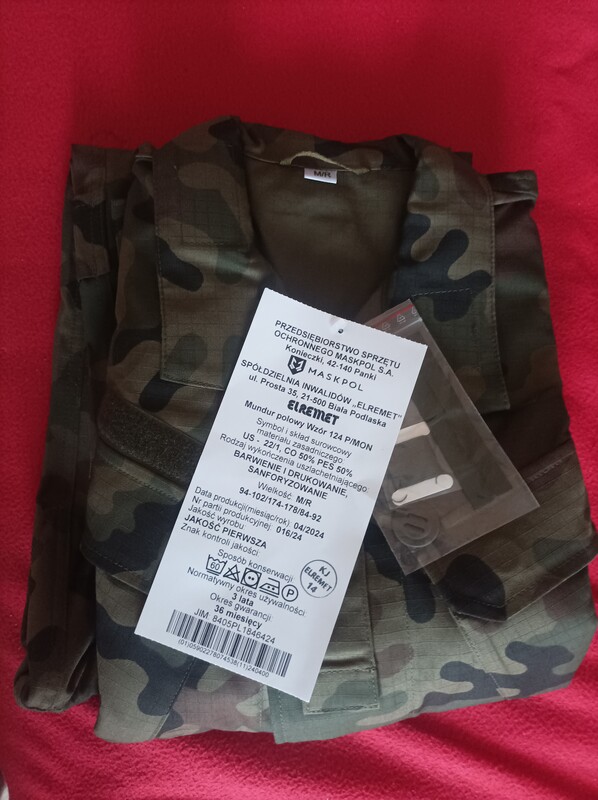 M/R
PRZEDSIĘBIORSTWO SPRZĘTU
OCHRONNEGO MASKPOL S.A.
Konieczki, 42-140 Panki
MASKPOL
SPÓŁDZIELNIA INWALIDÓW „ELREMET"
ul. Prosta 35, 21-500 Biała Podlaska
ELREMET
Mundur polowy Wzór 124 P/MON
Symbol i skład surowcowy
materiału zasadniczego
US : 22/1, CO 50% PES 50%
Rodzaj wykończenia uszlachetniającego:
BARWIENIE I DRUKOWANIE,
SANFORYZOWANIE
Wielkość: M/R
94-102/174-178/84-92
Data produkcji(miesiąc/rok): 04/2024
Nr partii produkcyjnej 016/24
Jakość wyrobu:
JAKOŚĆ PIERWSZA
Znak kontroli jakości:
KJ
ELREMET
14
Sposób konserwacji
60 P
Normatywny okres używalności:
3 lata
Okres gwarancji:
36 miesięcy
JIM 8405PL1846424
(01)05902278074538(11)240400